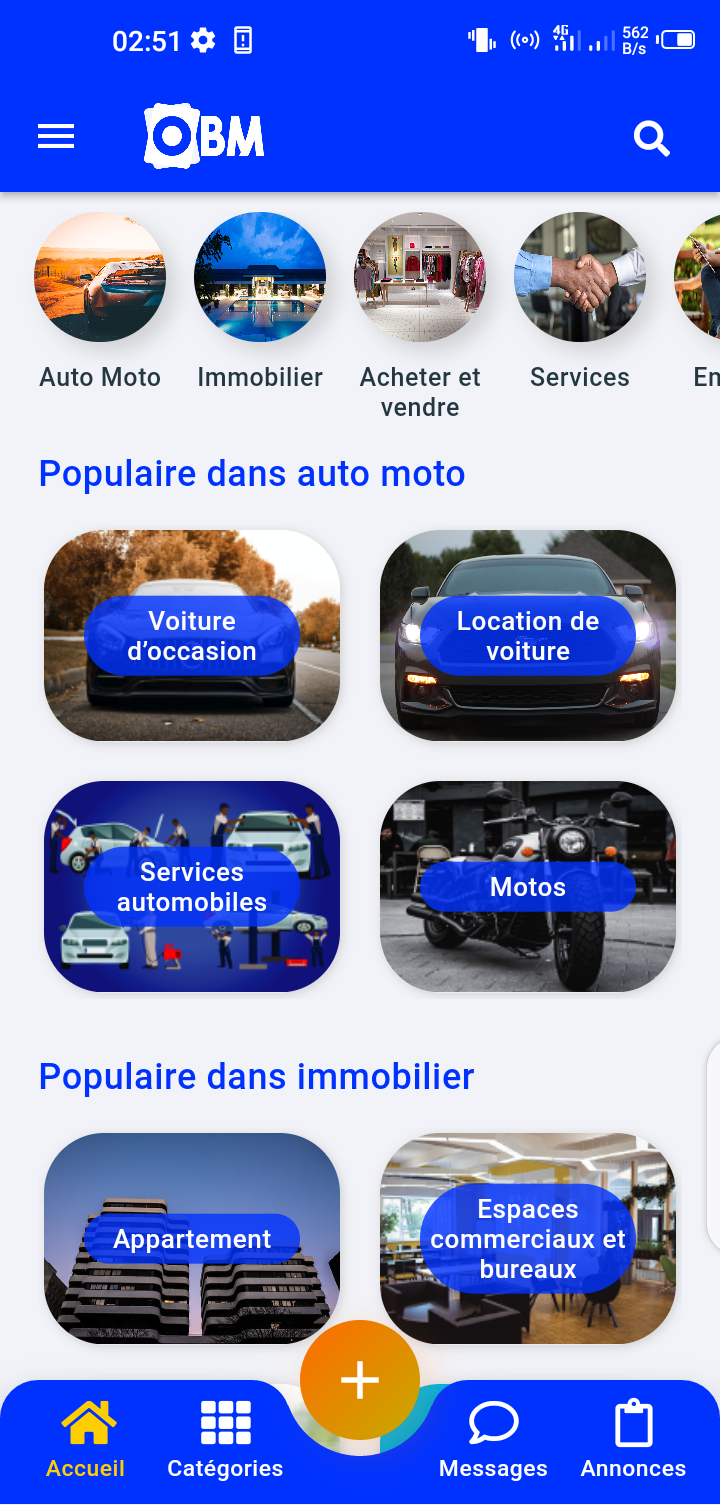 02:51
4G
562
B/s
OBM
Auto Moto
Immobilier
Acheter et
vendre
Services
En
Populaire dans auto moto
Voiture
d’occasion
Location de
voiture
Services
automobiles
Motos
Populaire dans immobilier
Appartement
Espaces
commerciaux et
bureaux
Accueil
Catégories
Messages
Annonces